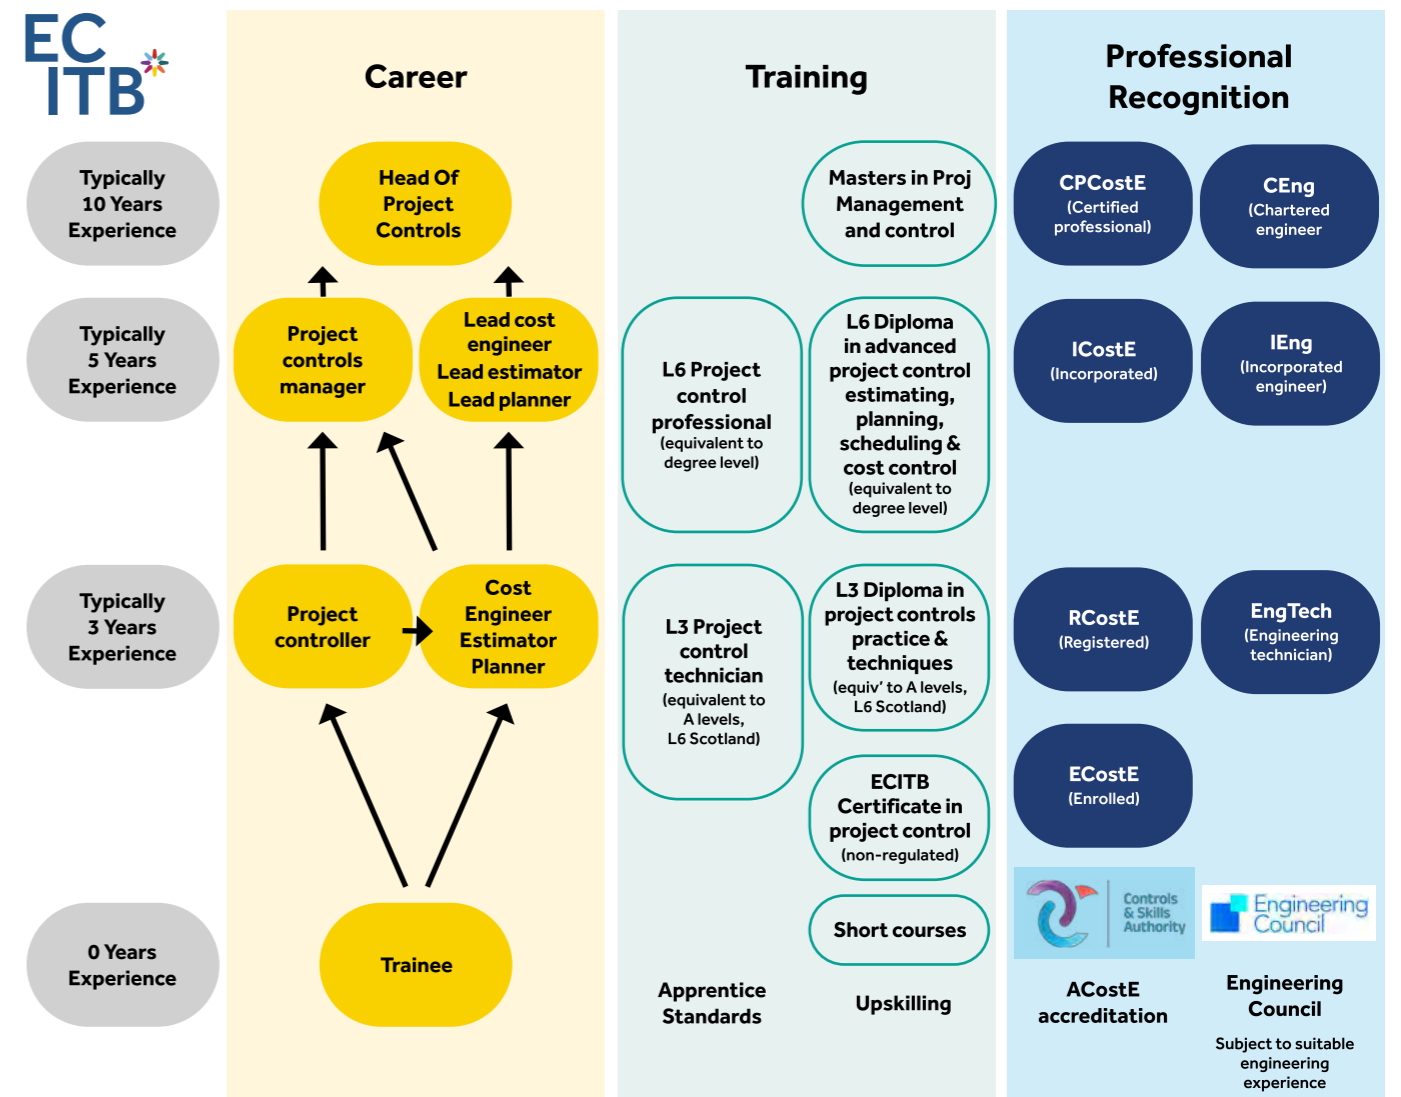 EC
ITB
Career
Training
Professional
Recognition
Typically
10 Years
Experience
Head Of
Project
Controls
Masters in Proj
Management
and control
CPCostE
(Certified
professional)
CEng
(Chartered
engineer
Typically
5 Years
Experience
Project
controls
manager
Lead cost
engineer
Lead estimator
Lead planner
L6 Project
control
professional
(equivalent to
degree level)
L6 Diploma
in advanced
project control
estimating,
planning,
scheduling &
cost control
(equivalent to
degree level)
ICostE
(Incorporated)
IEng
(Incorporated
engineer)
Typically
3 Years
Experience
Project
controller
Cost
Engineer
Estimator
Planner
L3 Project
control
technician
(equivalent to
A levels,
L6 Scotland)
L3 Diploma in
project controls
practice &
techniques
(equiv’ to A levels,
L6 Scotland)
RCostE
(Registered)
EngTech
(Engineering
technician)
ECITB
Certificate in
project control
(non-regulated)
ECostE
(Enrolled)
0 Years
Experience
Trainee
Short courses
Controls
& Skills
Authority
Engineering
Council
Apprentice
Standards
Upskilling
ACostE
accreditation
Engineering
Council
Subject to suitable
engineering
experience